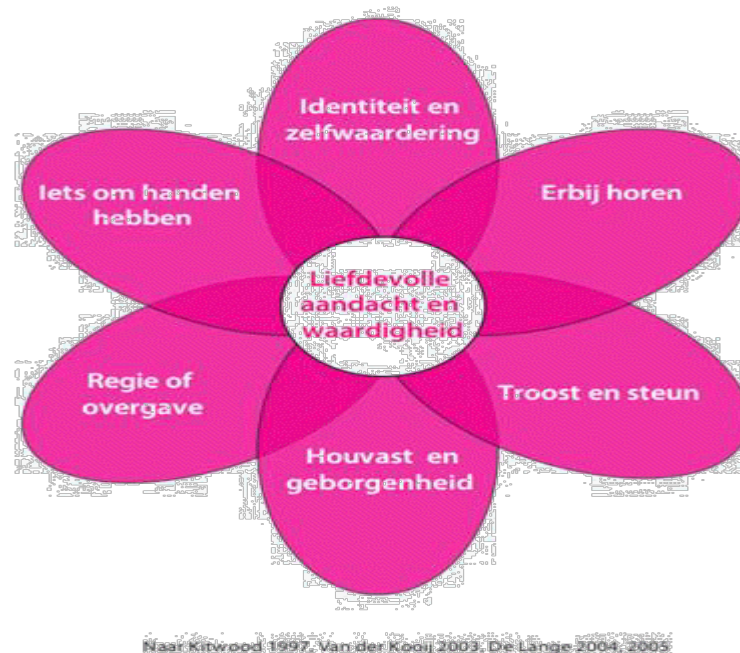 Identiteit en
zelfwaardering
Iets om handen
hebben
Erbij horen
Liefdevolle
aandacht en
waardigheid
Regie of
overgave
Troost en steun
Houvast en
geborgenheid
Naar Kitwood 1997, Van der Kooij 2003, De Lange 2004, 2005